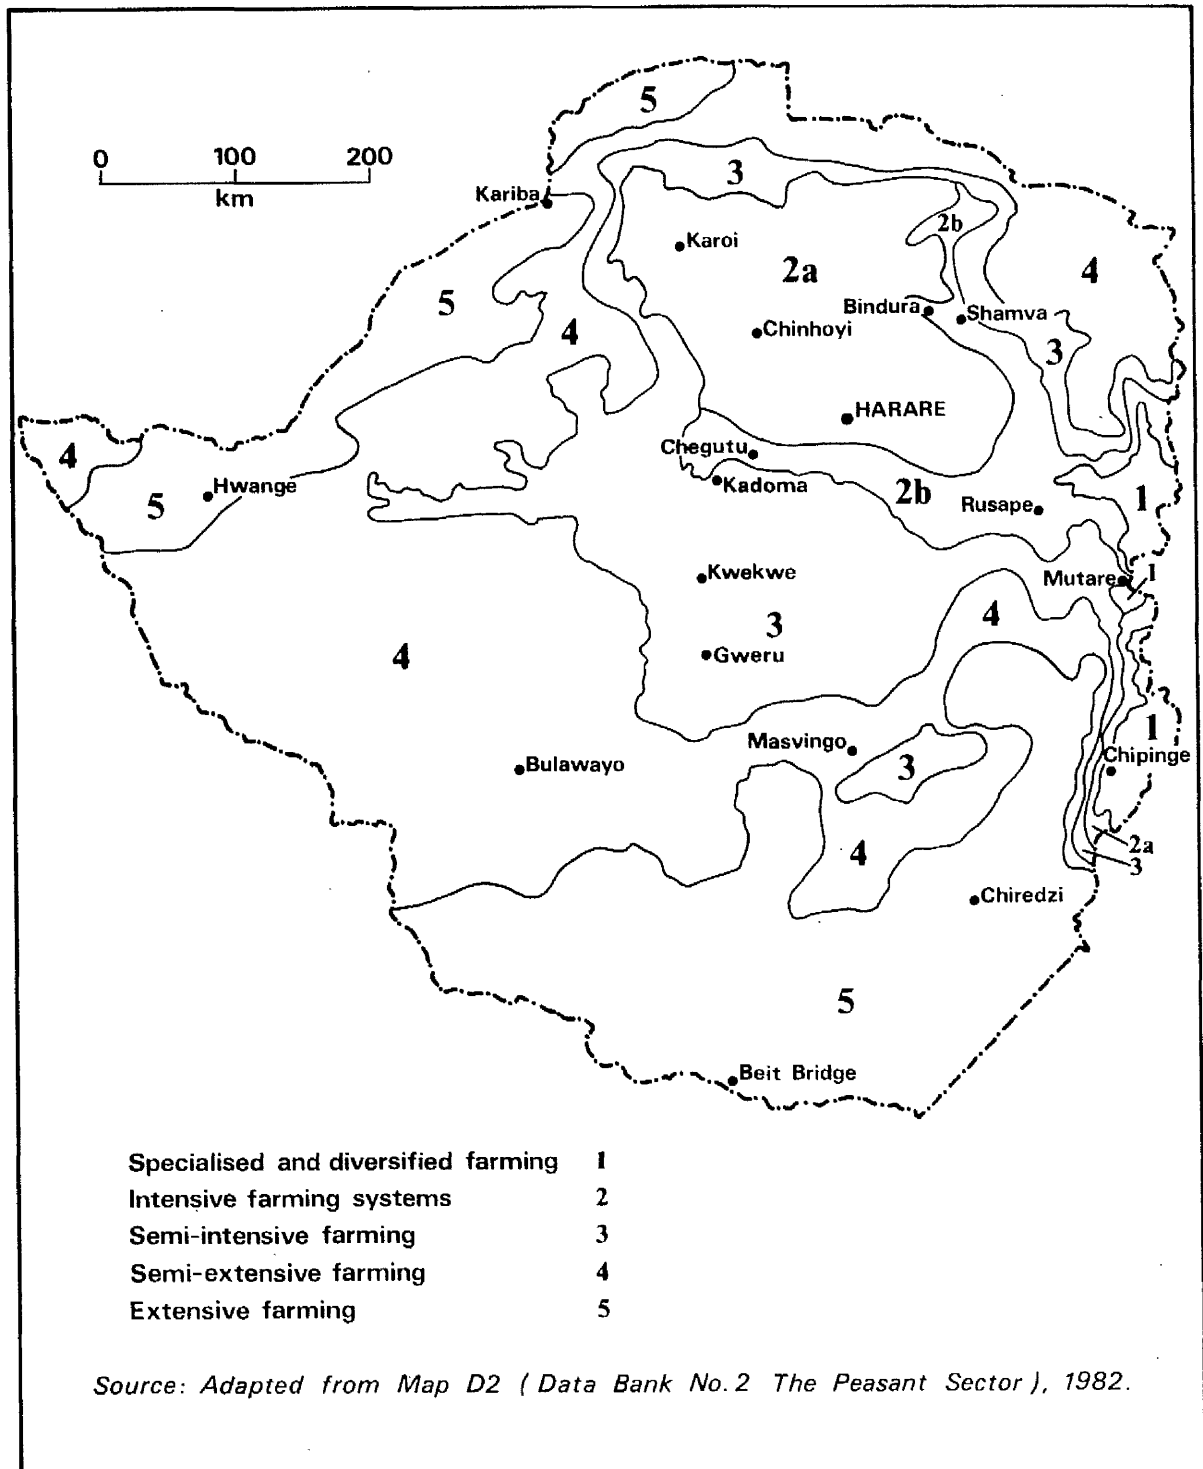 5
0 100 200
km
3
Kariba
2b
Karoi
2a
4
5
Bindura
Shamva
4
Chinhoyi
3
HARARE
4
Chegutu
Hwange
Kadoma
2b
1
5
Rusape
Kwekwe
Mutare
1
4
3
4
Gweru
1
Masvingo
Chipinge
Bulawayo
3
2a
4
3
Chiredzi
5
Beit Bridge
Specialised and diversified farming 1
Intensive farming systems 2
Semi-intensive farming 3
Semi-extensive farming 4
Extensive farming 5
Source: Adapted from Map D2 (Data Bank No. 2 The Peasant Sector), 1982.